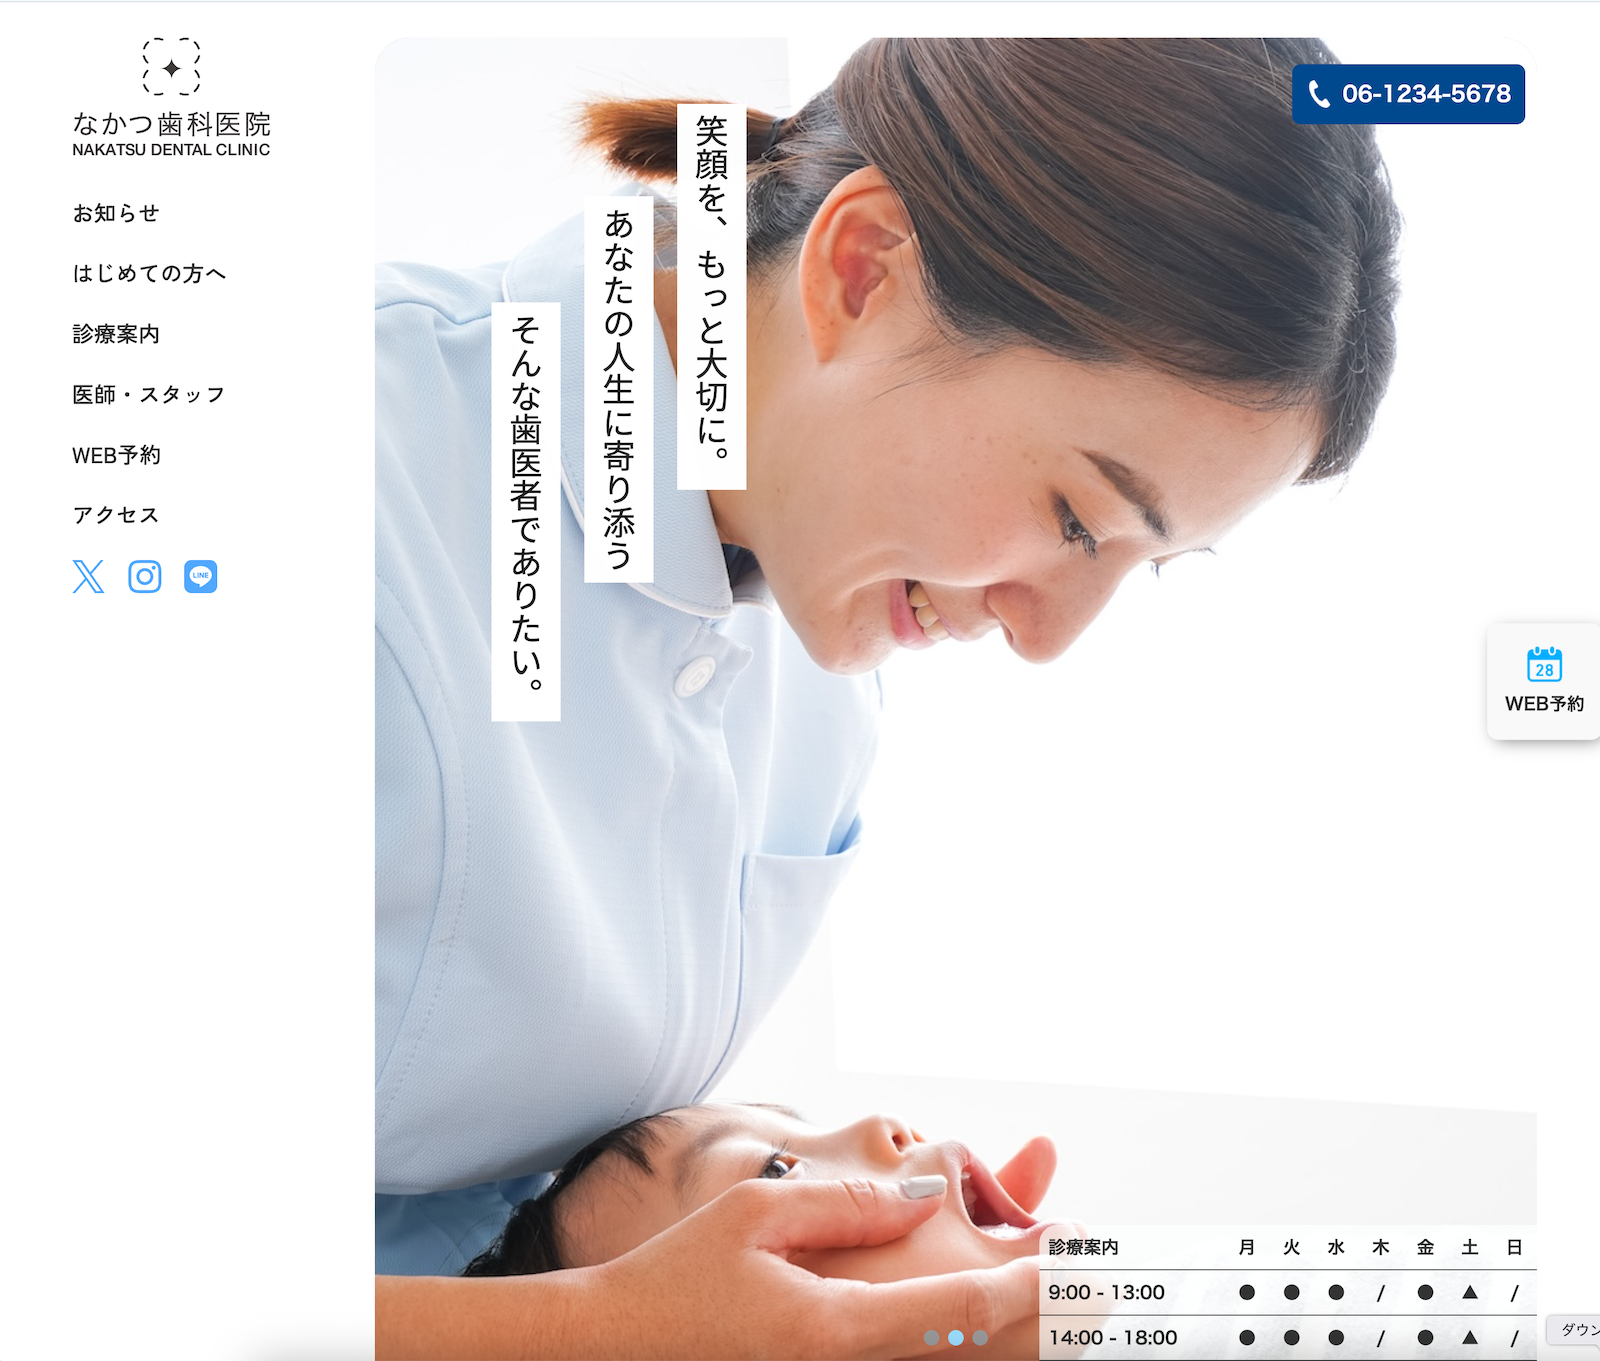 なかつ歯科医院
NAKATSU DENTAL CLINIC
お知らせ
はじめての方へ
診療案内
医師・スタッフ
WEB予約
アクセス
LINE
06-1234-5678
笑顔を、もっと大切に。
あなたの人生に寄り添う
そんな歯医者でありたい。
28
WEB予約
診療案内 月 火 水 木 金 土 日
9:00 - 13:00 ● ● ● / ● ▲ /
14:00 - 18:00 ● ● ● / ● ▲ /
ダウン